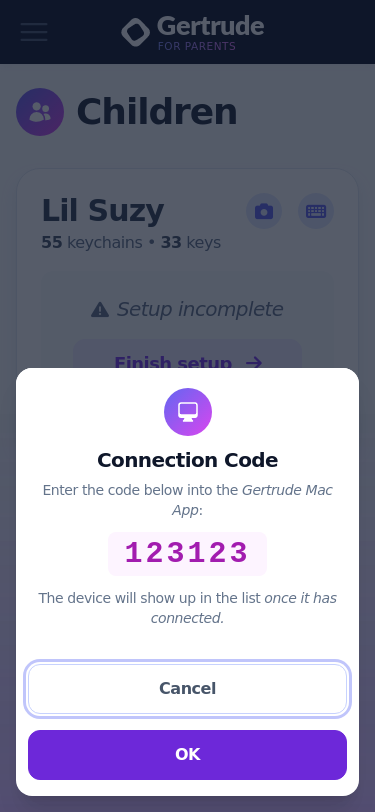 Gertrude
FOR PARENTS
Children
Lil Suzy
55 keychains • 33 keys
Setup incomplete
Finish setup
Connection Code
Enter the code below into the Gertrude Mac
App:
123123
The device will show up in the list once it has
connected.
Cancel
OK